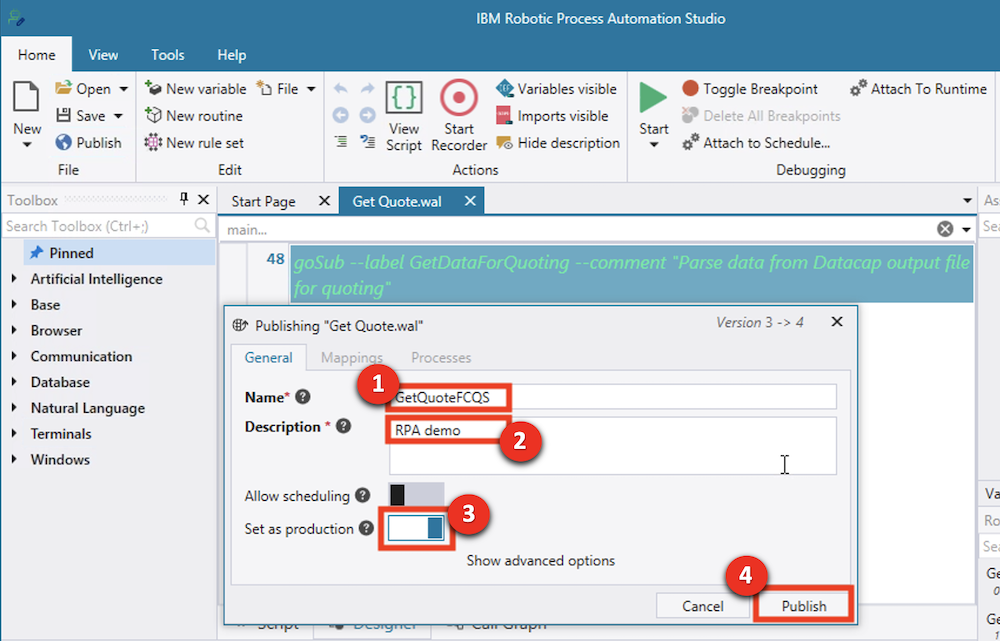 IBM Robotic Process Automation Studio
Home View Tools Help
Open New variable File Variables visible Toggle Breakpoint Attach To Runtime
Save New routine Imports visible Delete All Breakpoints
New View Start Start
Publish New rule set Script Recorder Hide description Attach to Schedule...
File Edit Actions Debugging
Toolbox Start Page Get Quote.wal
Search Toolbox (Ctrl+;) main...
Pinned
Artificial Intelligence
Base
Browser
Communication
Database
Natural Language
Terminals
Windows
48 goSub --label GetDataForQuoting --comment "Parse data from Datacap output file
for quoting"
Publishing "Get Quote.wal" Version 3 -> 4
General Mappings Processes
1
Name* GetQuoteFCQS
Description * RPA demo
2
Allow scheduling
3
Set as production
Show advanced options
4
Cancel Publish
Designer